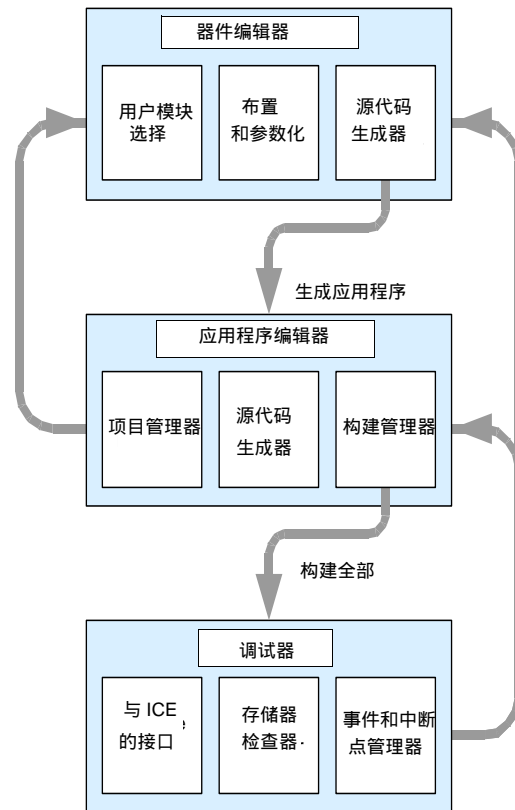 器件编辑器
用户模块
选择
布置
和参数化
源代码
生成器
生成应用程序
应用程序编辑器
项目管理器
源代码
生成器
构建管理器
构建全部
调试器
与 ICE
的接口
存储器
检查器.
事件和中断
点管理器